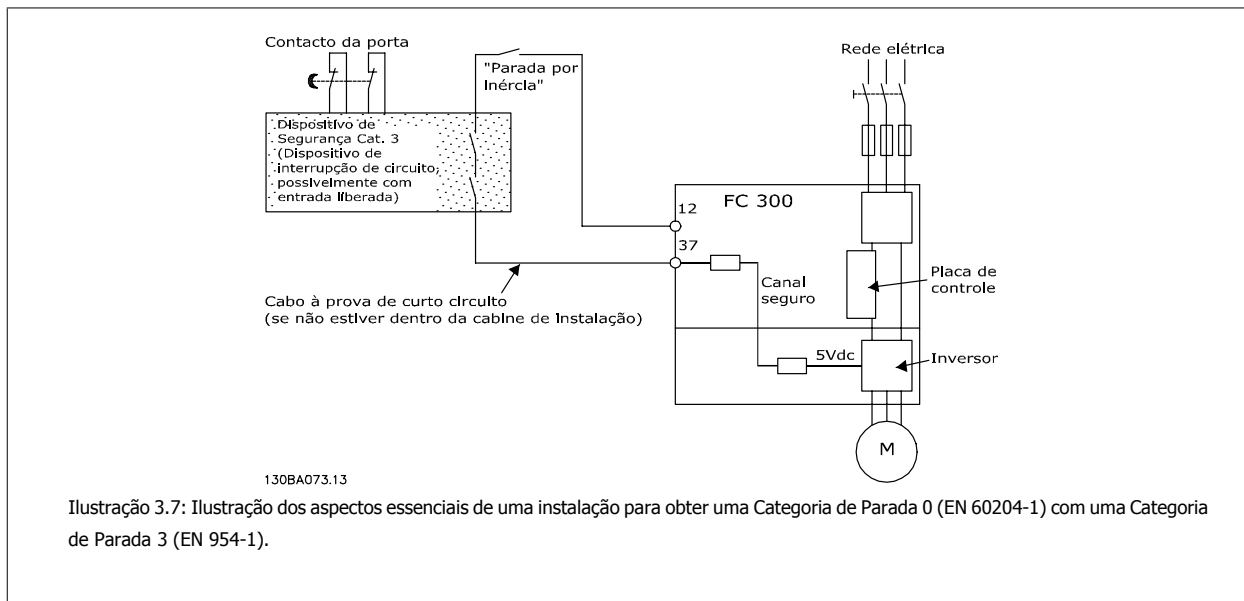 Contacto da porta
"Parada por
Inércia"
Rede elétrica
Dispositivo de
Segurança Cat. 3
(Dispositivo de
interrupção de circuito,
possivelmente com
entrada liberada)
FC 300
12
37
Canal
seguro
Placa de
controle
Cabo à prova de curto circuito
(se não estiver dentro da cabine de instalação)
5Vdc
Inversor
M
130BA073.13
Ilustração 3.7: Ilustração dos aspectos essenciais de uma instalação para obter uma Categoria de Parada 0 (EN 60204-1) com uma Categoria
de Parada 3 (EN 954-1).